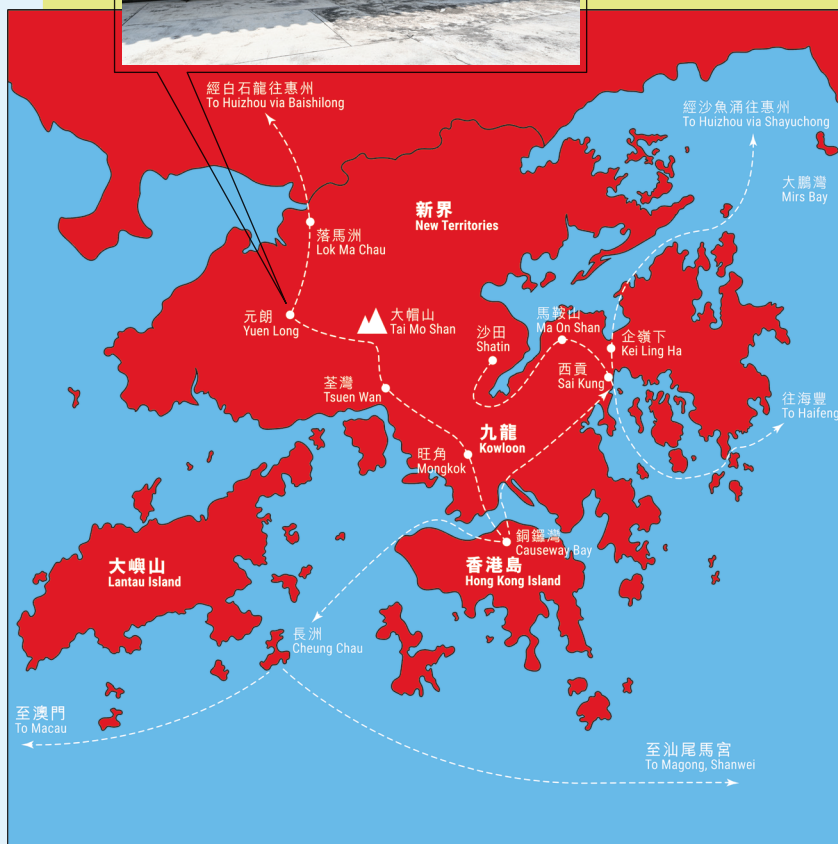 經白石龍往惠州
To Huizhou via Baishilong
經沙魚涌往惠州
To Huizhou via Shayuchong
大鵬灣
Mirs Bay
新界
New Territories
落馬洲
Lok Ma Chau
元朗
Yuen Long
大帽山
Tai Mo Shan
沙田
Shatin
馬鞍山
Ma On Shan
企嶺下
Kei Ling Ha
西貢
Sai Kung
荃灣
Tsuen Wan
往海豐
To Haifeng
九龍
Kowloon
旺角
Mongkok
銅鑼灣
Causeway Bay
香港島
Hong Kong Island
大嶼山
Lantau Island
長洲
Cheung Chau
至澳門
To Macau
至汕尾馬宮
To Magong, Shanwei